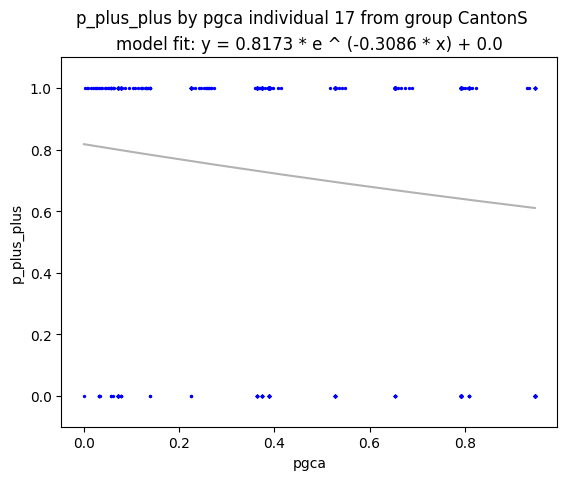 p_plus_plus by pgca individual 17 from group CantonS
model fit: y = 0.8173 * e ^ (-0.3086 * x) + 0.0
1.0
0.8
0.6
0.4
0.2
0.0
p_plus_plus
0.0 0.2 0.4 0.6 0.8
pgca